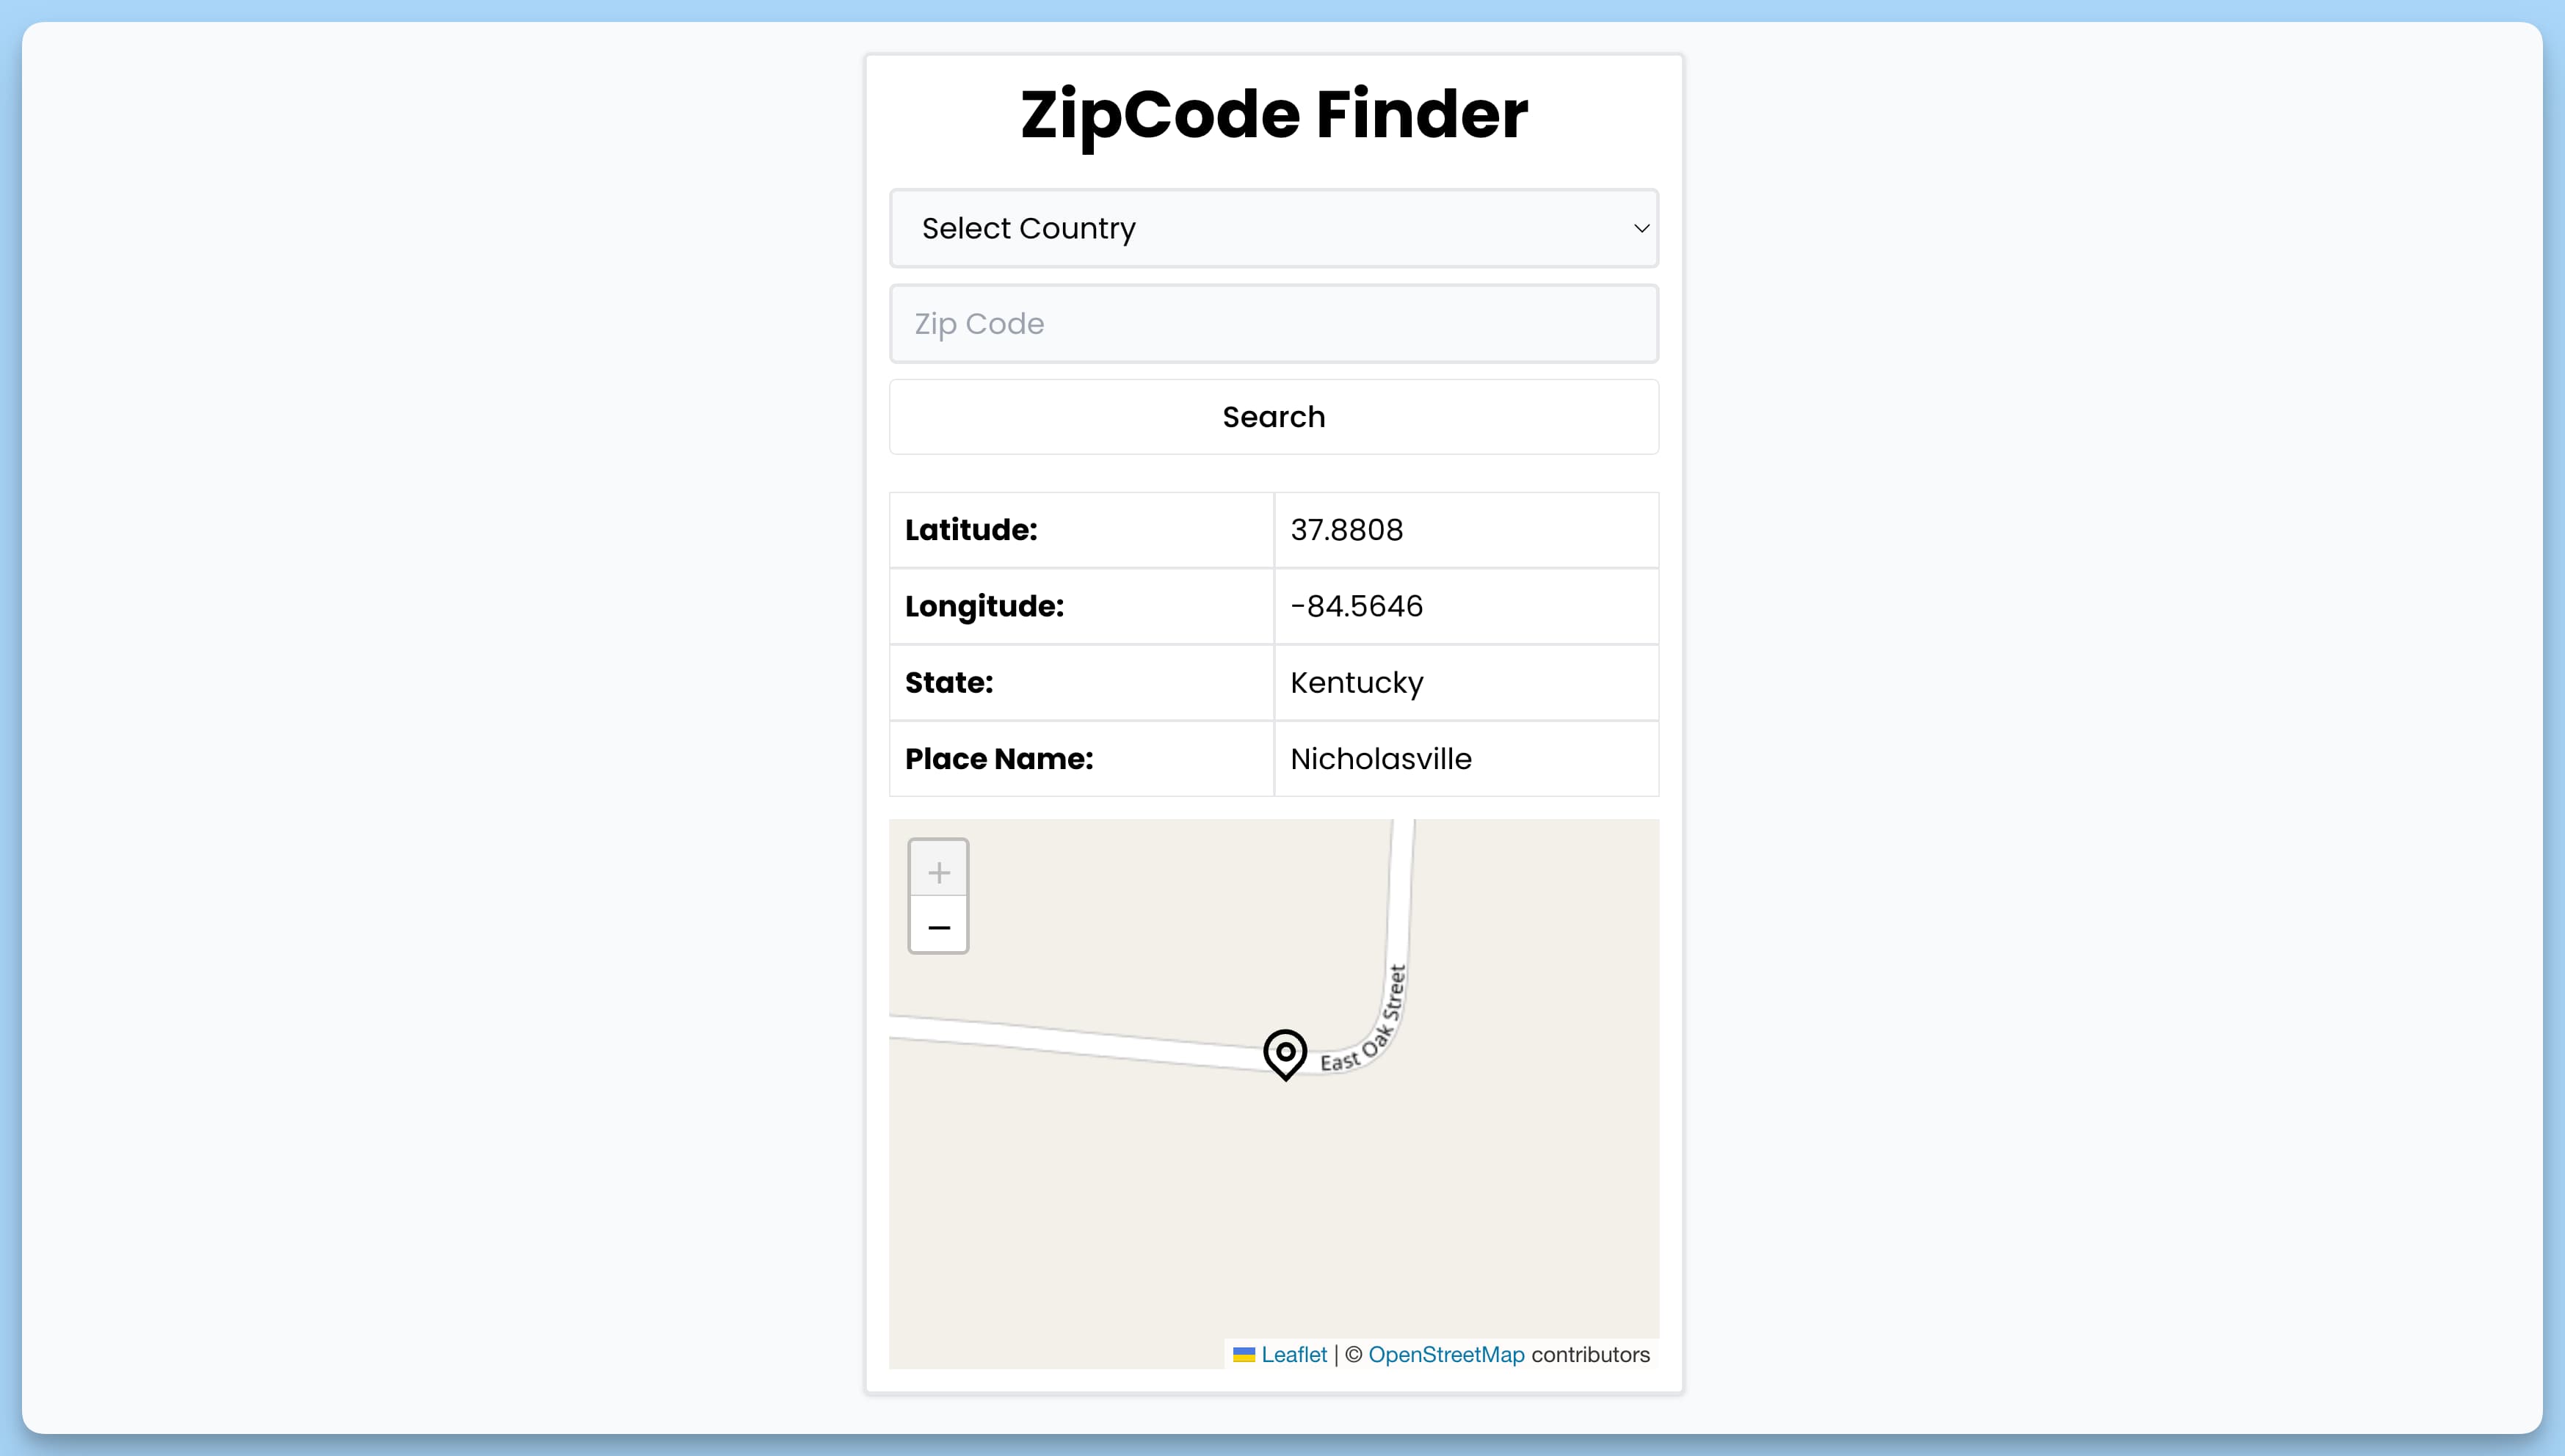 ZipCode Finder
Select Country
Zip Code
Search
Latitude: 37.8808
Longitude: -84.5646
State: Kentucky
Place Name: Nicholasville
+
−
East Oak Street
Leaflet | © OpenStreetMap contributors